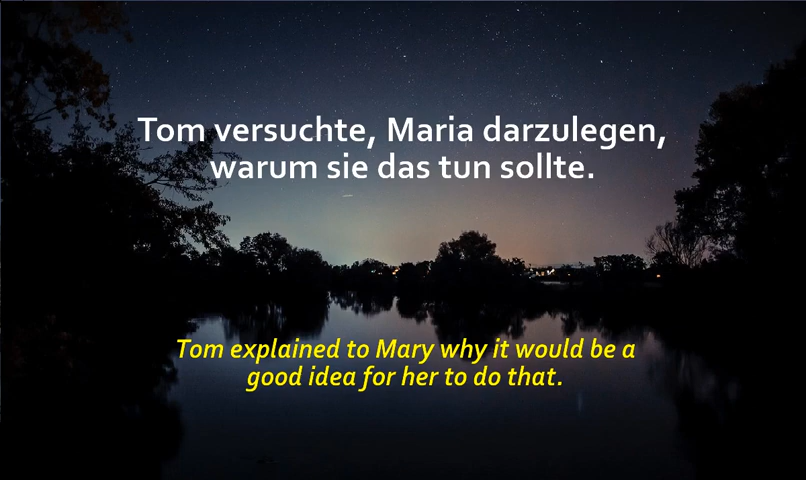 Tom versuchte, Maria darzulegen,
warum sie das tun sollte.
Tom explained to Mary why it would be a
good idea for her to do that.